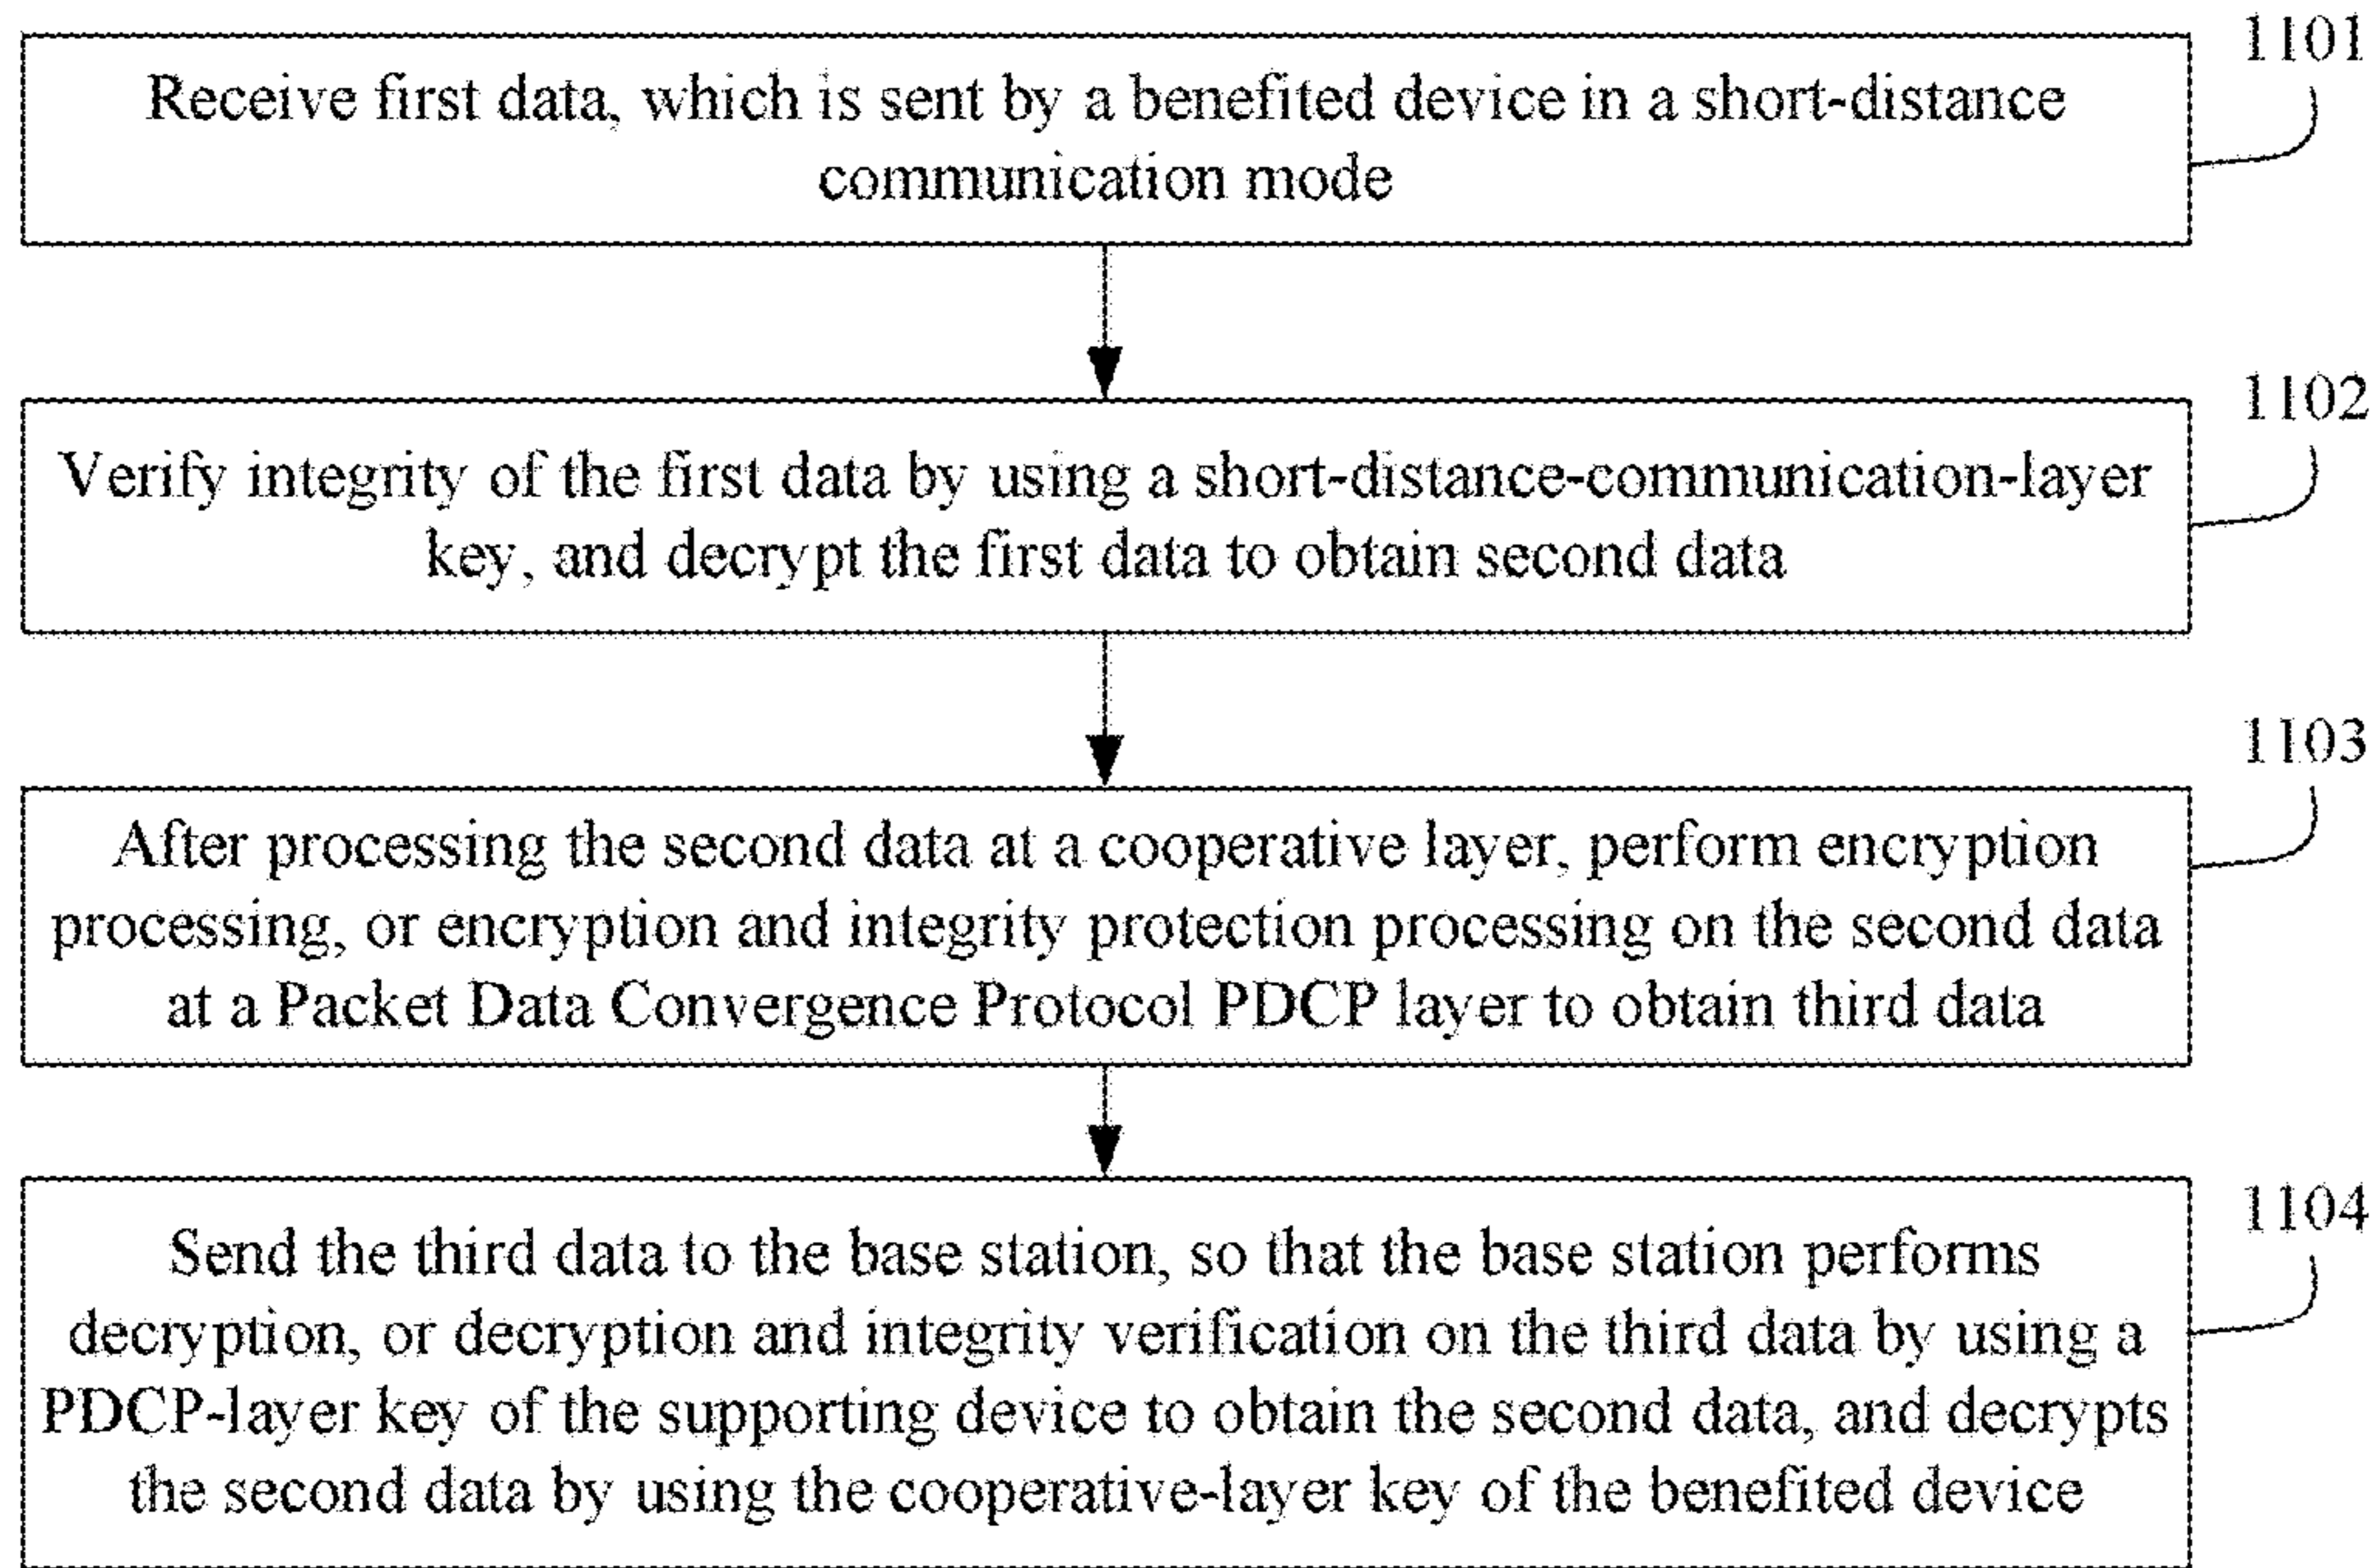 1101
Receive first data, which is sent by a benefited device in a short-distance
communication mode
1102
Verify integrity of the first data by using a short-distance-communication-layer
key, and decrypt the first data to obtain second data
1103
After processing the second data at a cooperative layer, perform encryption
processing, or encryption and integrity protection processing on the second data
at a Packet Data Convergence Protocol PDCP layer to obtain third data
1104
Send the third data to the base station, so that the base station performs
decryption, or decryption and integrity verification on the third data by using a
PDCP-layer key of the supporting device to obtain the second data, and decrypts
the second data by using the cooperative-layer key of the benefited device